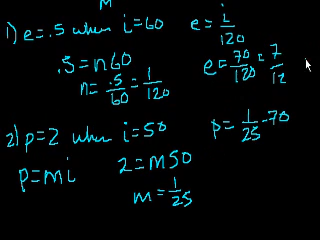 m
1) e=.5 when i=60 e = i/120
.5 = n60 e = 70/120 = 7/12
n = .5/60 = 1/120
2) p=2 when i=50 p = 1/25 - 70
p = mi 2 = m50
m = 1/25